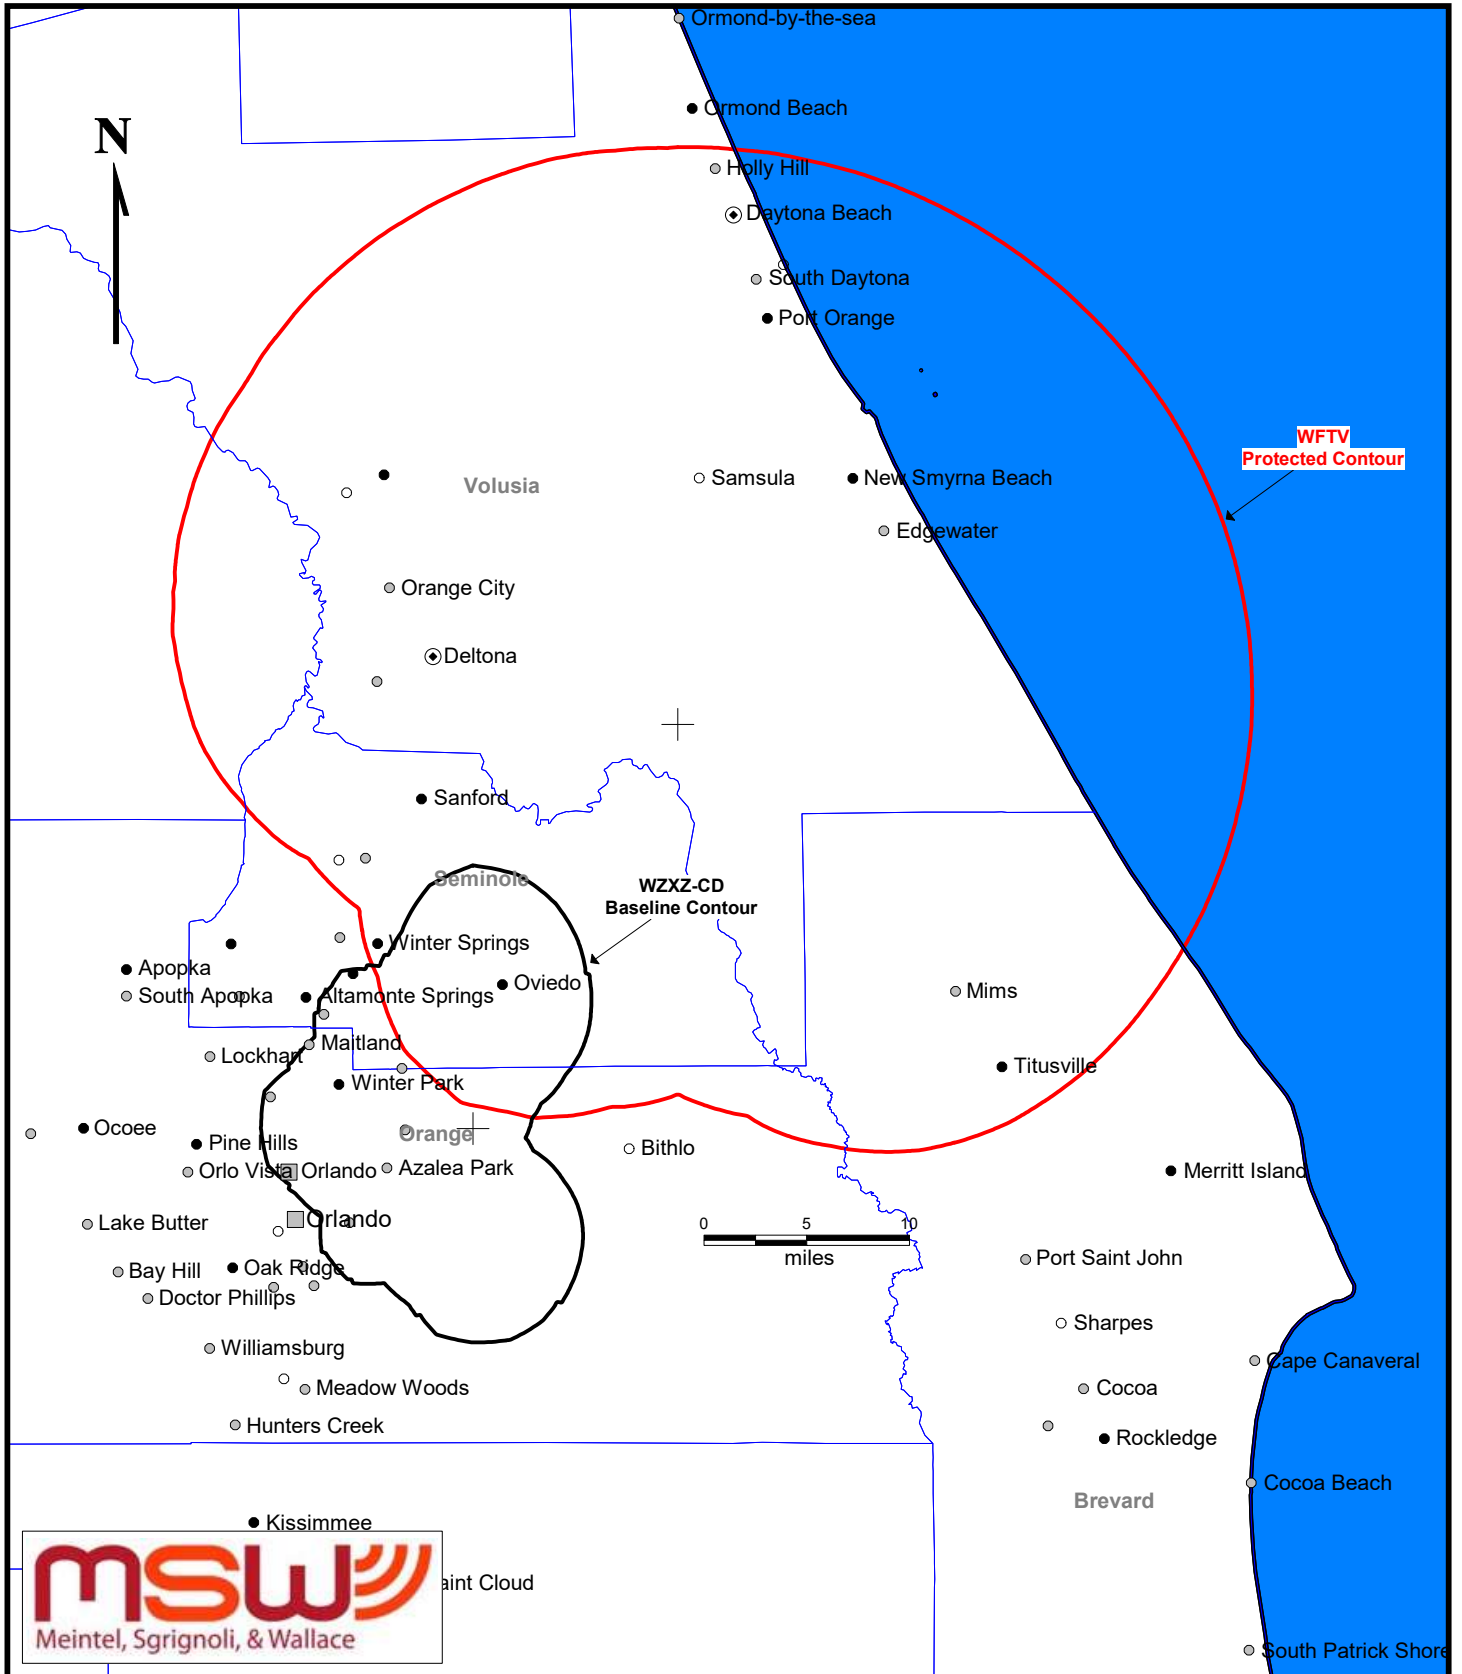 Ormond-by-the-sea
N
Ormond Beach
Holly Hill
Daytona Beach
South Daytona
Port Orange
WFTV
Protected Contour
Volusia
Samsula
New Smyrna Beach
Edgewater
Orange City
Deltona
Sanford
Seminole
WZXZ-CD
Baseline Contour
Winter Springs
Apopka
Oviedo
South Apopka
Altamonte Springs
Mims
Maitland
Lockhart
Titusville
Winter Park
Ocoee
Orange
Pine Hills
Bithlo
Orlo Vista
Orlando
Azalea Park
Merritt Island
Lake Butter
Orlando
0 5 10
miles
Port Saint John
Bay Hill
Oak Ridge
Doctor Phillips
Sharpes
Williamsburg
Cape Canaveral
Meadow Woods
Cocoa
Hunters Creek
Rockledge
Cocoa Beach
Brevard
Kissimmee
msw
aint Cloud
Meintel, Sgrignoli, & Wallace
South Patrick Shore